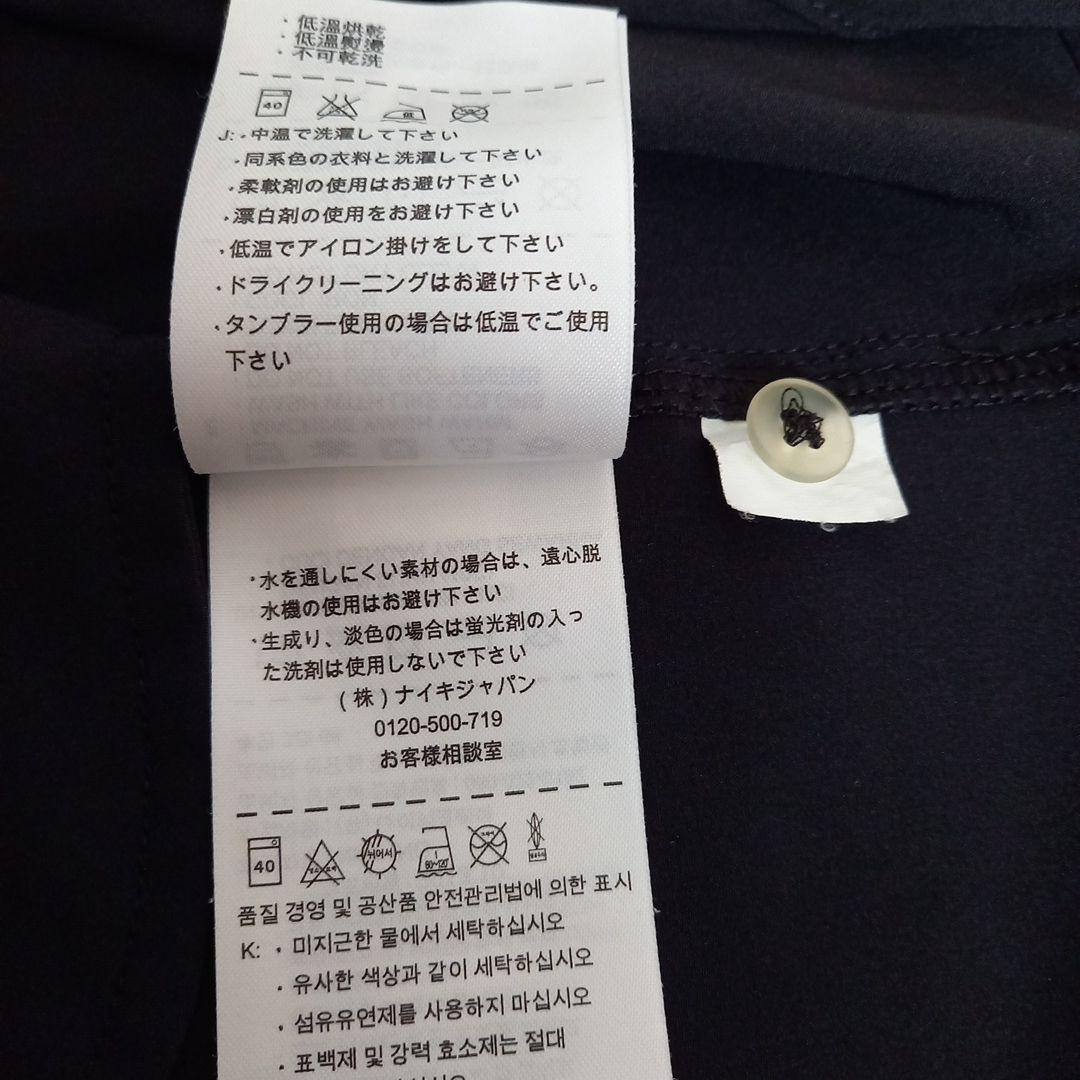 · 低溫烘乾
· 低溫熨燙
· 不可乾洗
40
低
J: · 中温で洗濯して下さい
· 同系色の衣料と洗濯して下さい
· 柔軟剤の使用はお避け下さい
· 漂白剤の使用をお避け下さい
· 低温でアイロン掛けをして下さい
· ドライクリーニングはお避け下さい。
· タンブラー使用の場合は低温でご使用
下さい
· 水を通しにくい素材の場合は、遠心脱
水機の使用はお避け下さい
· 生成り、淡色の場合は蛍光剤の入っ
た洗剤は使用しないで下さい
(株)ナイキジャパン
0120-500-719
お客様相談室
40 뉘어서 80~120
품질 경영 및 공산품 안전관리법에 의한 표시
K: · 미지근한 물에서 세탁하십시오
· 유사한 색상과 같이 세탁하십시오
· 섬유유연제를 사용하지 마십시오
· 표백제 및 강력 효소제는 절대